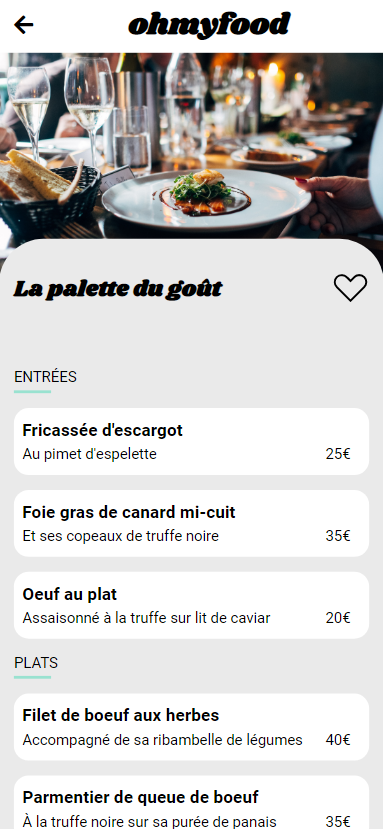 ohmyfood
La palette du goût
ENTRÉES
Fricassée d'escargot
Au pimet d'espelette
25€
Foie gras de canard mi-cuit
Et ses copeaux de truffe noire
35€
Oeuf au plat
Assaisonné à la truffe sur lit de caviar
20€
PLATS
Filet de boeuf aux herbes
Accompagné de sa ribambelle de légumes
40€
Parmentier de queue de boeuf
À la truffe noire sur sa purée de panais
35€